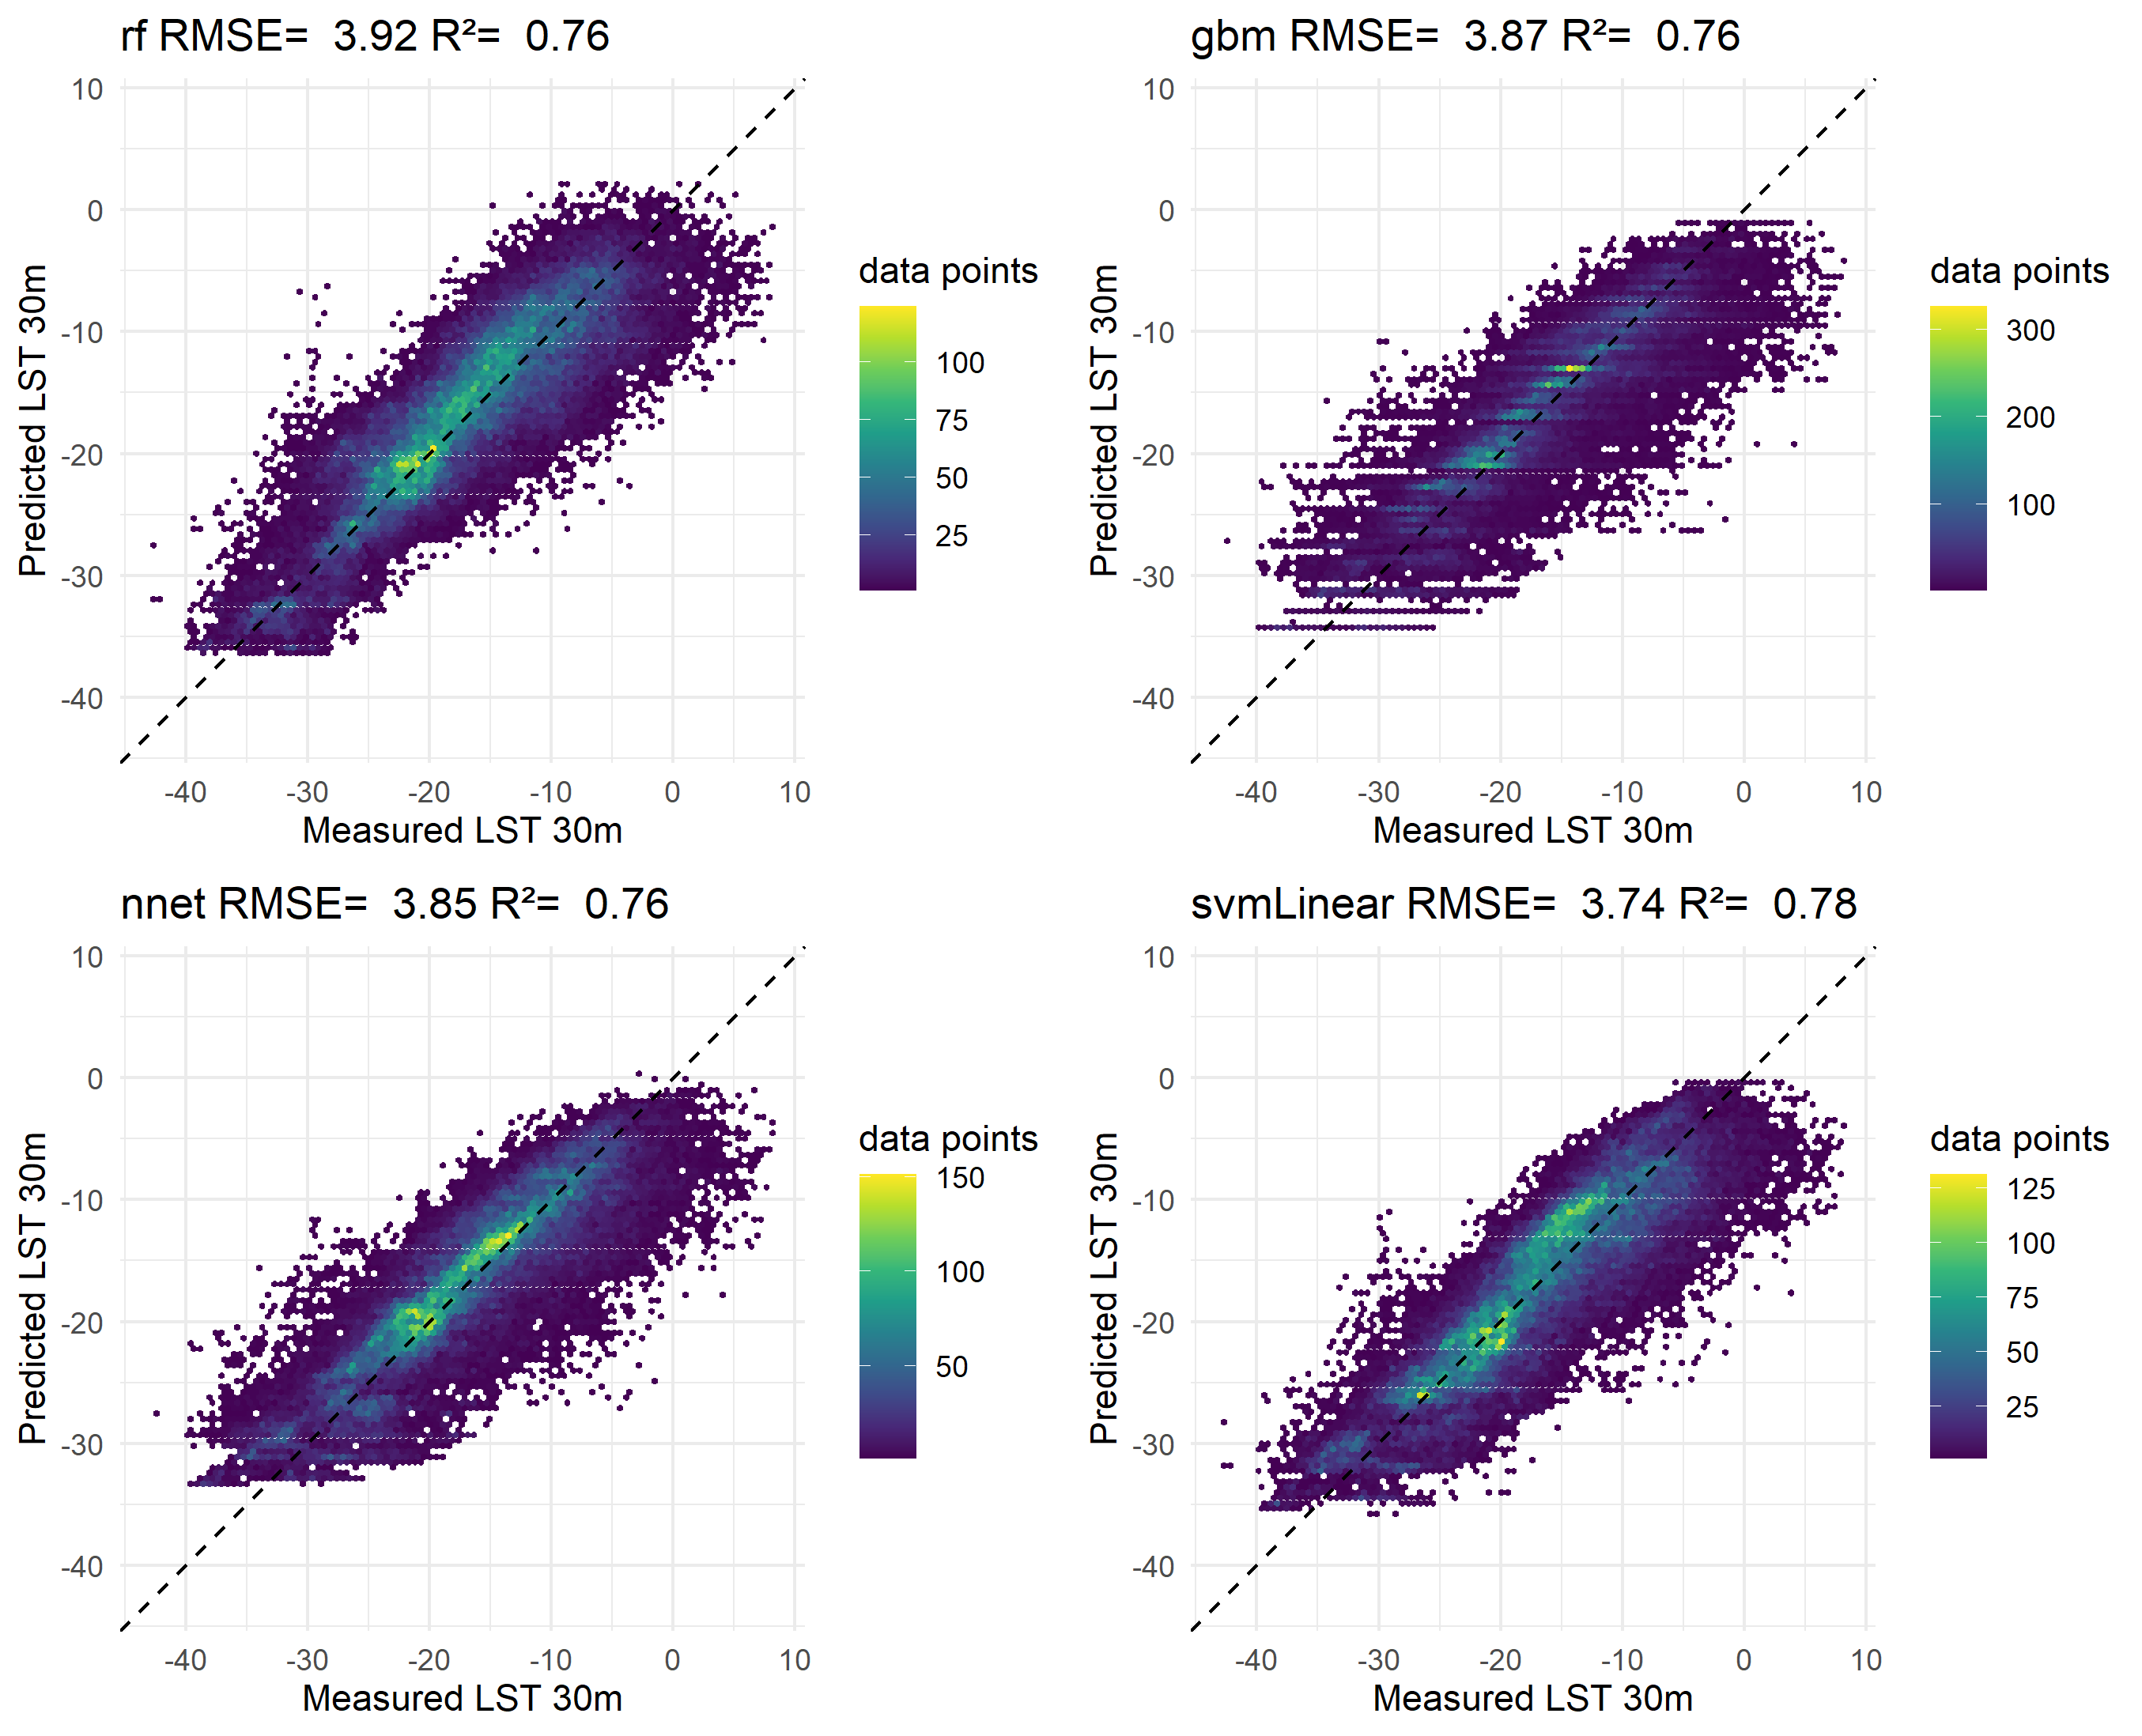 rf RMSE=  3.92 R²=  0.76
10
0
-10
-20
-30
-40
Predicted LST 30m
-40 -30 -20 -10 0 10
Measured LST 30m
data points
100
75
50
25
gbm RMSE=  3.87 R²=  0.76
10
0
-10
-20
-30
-40
Predicted LST 30m
-40 -30 -20 -10 0 10
Measured LST 30m
data points
300
200
100
nnet RMSE=  3.85 R²=  0.76
10
0
-10
-20
-30
-40
Predicted LST 30m
-40 -30 -20 -10 0 10
Measured LST 30m
data points
150
100
50
svmLinear RMSE=  3.74 R²=  0.78
10
0
-10
-20
-30
-40
Predicted LST 30m
-40 -30 -20 -10 0 10
Measured LST 30m
data points
125
100
75
50
25